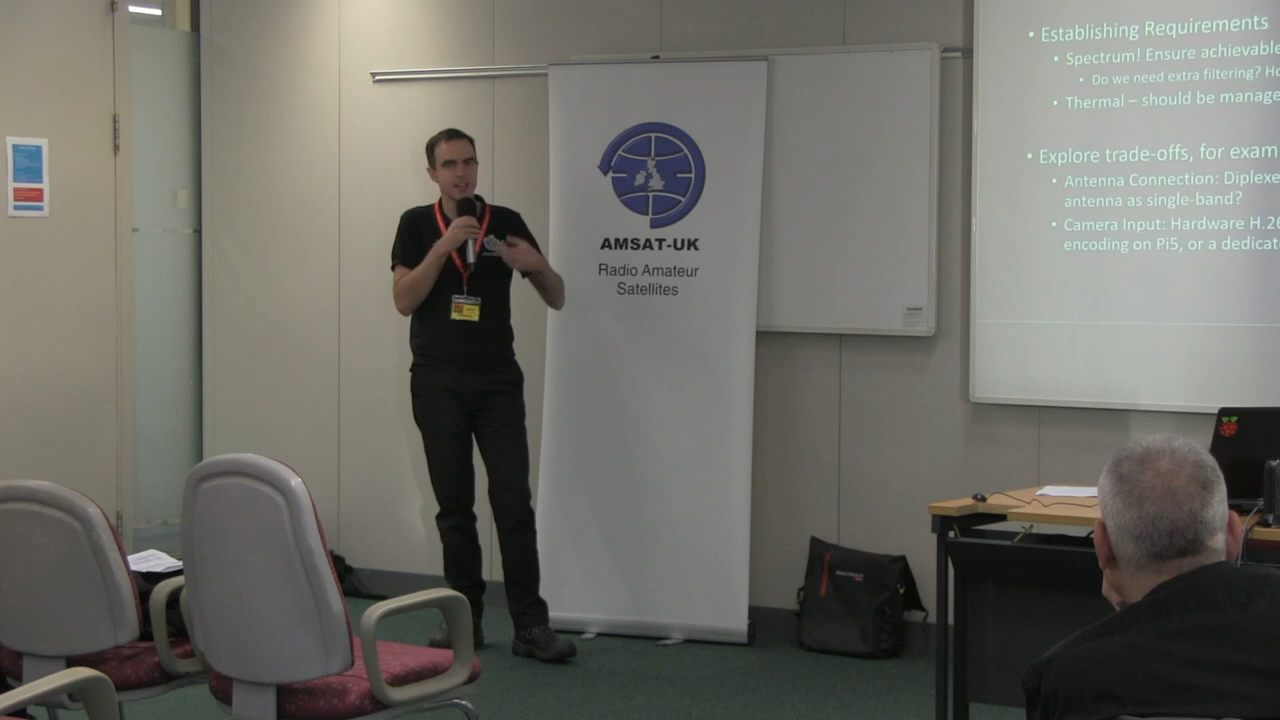 AMSAT-UK
Radio Amateur
Satellites
• Establishing Requirements
• Spectrum! Ensure achievable
• Do we need extra filtering? Ho
• Thermal – should be manage
• Explore trade-offs, for exam
• Antenna Connection: Diplexe
antenna as single-band?
• Camera Input: Hardware H.26
encoding on Pi5, or a dedicate